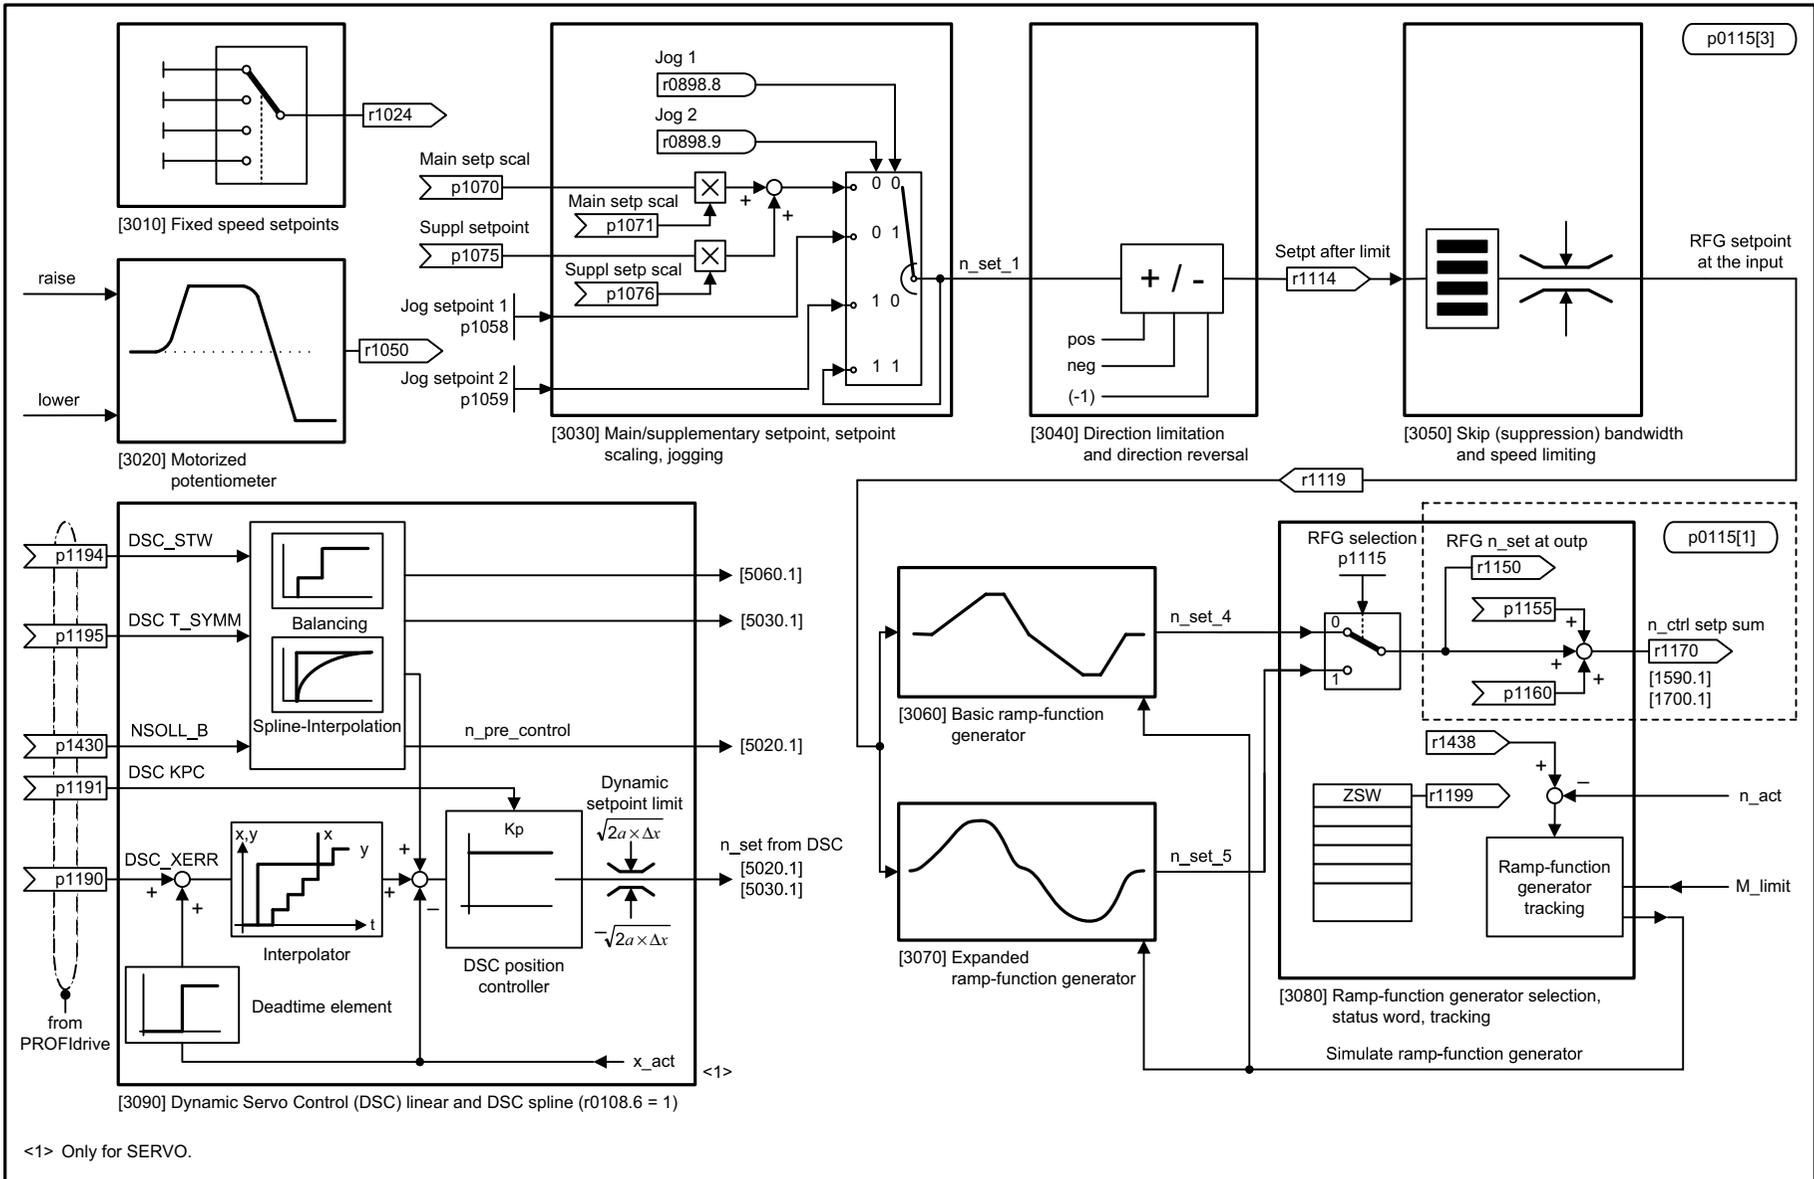 p0115[3]
r1024
[3010] Fixed speed setpoints
raise
lower
r1050
[3020] Motorized
potentiometer
Jog 1
r0898.8
Jog 2
r0898.9
Main setp scal
p1070
Main setp scal
p1071
Suppl setpoint
p1075
Suppl setp scal
p1076
Jog setpoint 1
p1058
Jog setpoint 2
p1059
+
+
0 0
0 1
1 0
1 1
[3030] Main/supplementary setpoint, setpoint
scaling, jogging
n_set_1
+ / -
pos
neg
(-1)
[3040] Direction limitation
and direction reversal
Setpt after limit
r1114
[3050] Skip (suppression) bandwidth
and speed limiting
RFG setpoint
at the input
r1119
p1194
DSC_STW
p1195
DSC T_SYMM
p1430
NSOLL_B
p1191
DSC KPC
p1190
DSC_XERR
+
+
from
PROFIdrive
Balancing
Spline-Interpolation
[5060.1]
[5030.1]
n_pre_control
[5020.1]
x,y
x
y
t
Interpolator
+
+
–
Kp
DSC position
controller
Dynamic
setpoint limit
√2a × Δx
–√2a × Δx
n_set from DSC
[5020.1]
[5030.1]
Deadtime element
x_act
<1>
[3090] Dynamic Servo Control (DSC) linear and DSC spline (r0108.6 = 1)
<1> Only for SERVO.
n_set_4
[3060] Basic ramp-function
generator
n_set_5
[3070] Expanded
ramp-function generator
RFG selection
p1115
0
1
RFG n_set at outp
r1150
p1155
+
+
p1160
+
p0115[1]
n_ctrl setp sum
r1170
[1590.1]
[1700.1]
r1438
+
–
n_act
ZSW
r1199
Ramp-function
generator
tracking
M_limit
[3080] Ramp-function generator selection,
status word, tracking
Simulate ramp-function generator